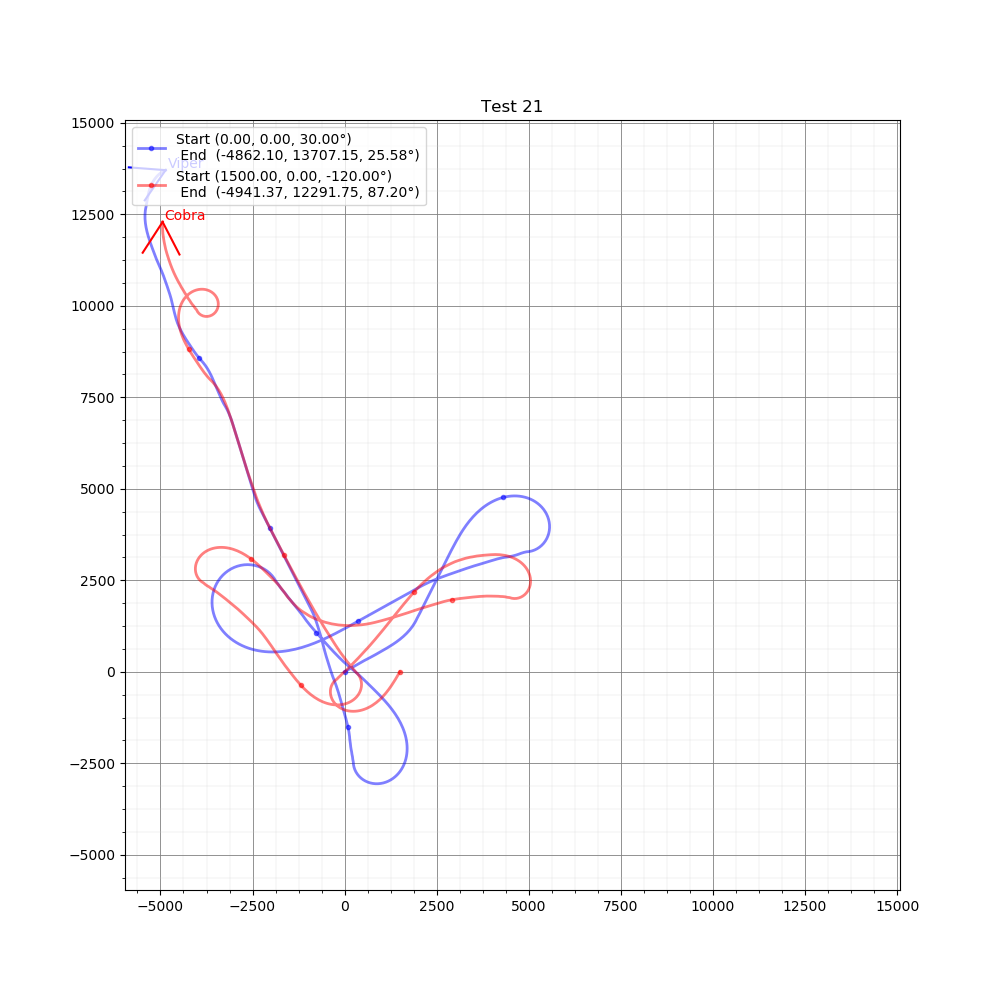 Test 21
15000
12500
10000
7500
5000
2500
0
−2500
−5000
Start (0.00, 0.00, 30.00°)
End (-4862.10, 13707.15, 25.58°)
Viper
Start (1500.00, 0.00, -120.00°)
End (-4941.37, 12291.75, 87.20°)
Cobra
−5000 −2500 0 2500 5000 7500 10000 12500 15000